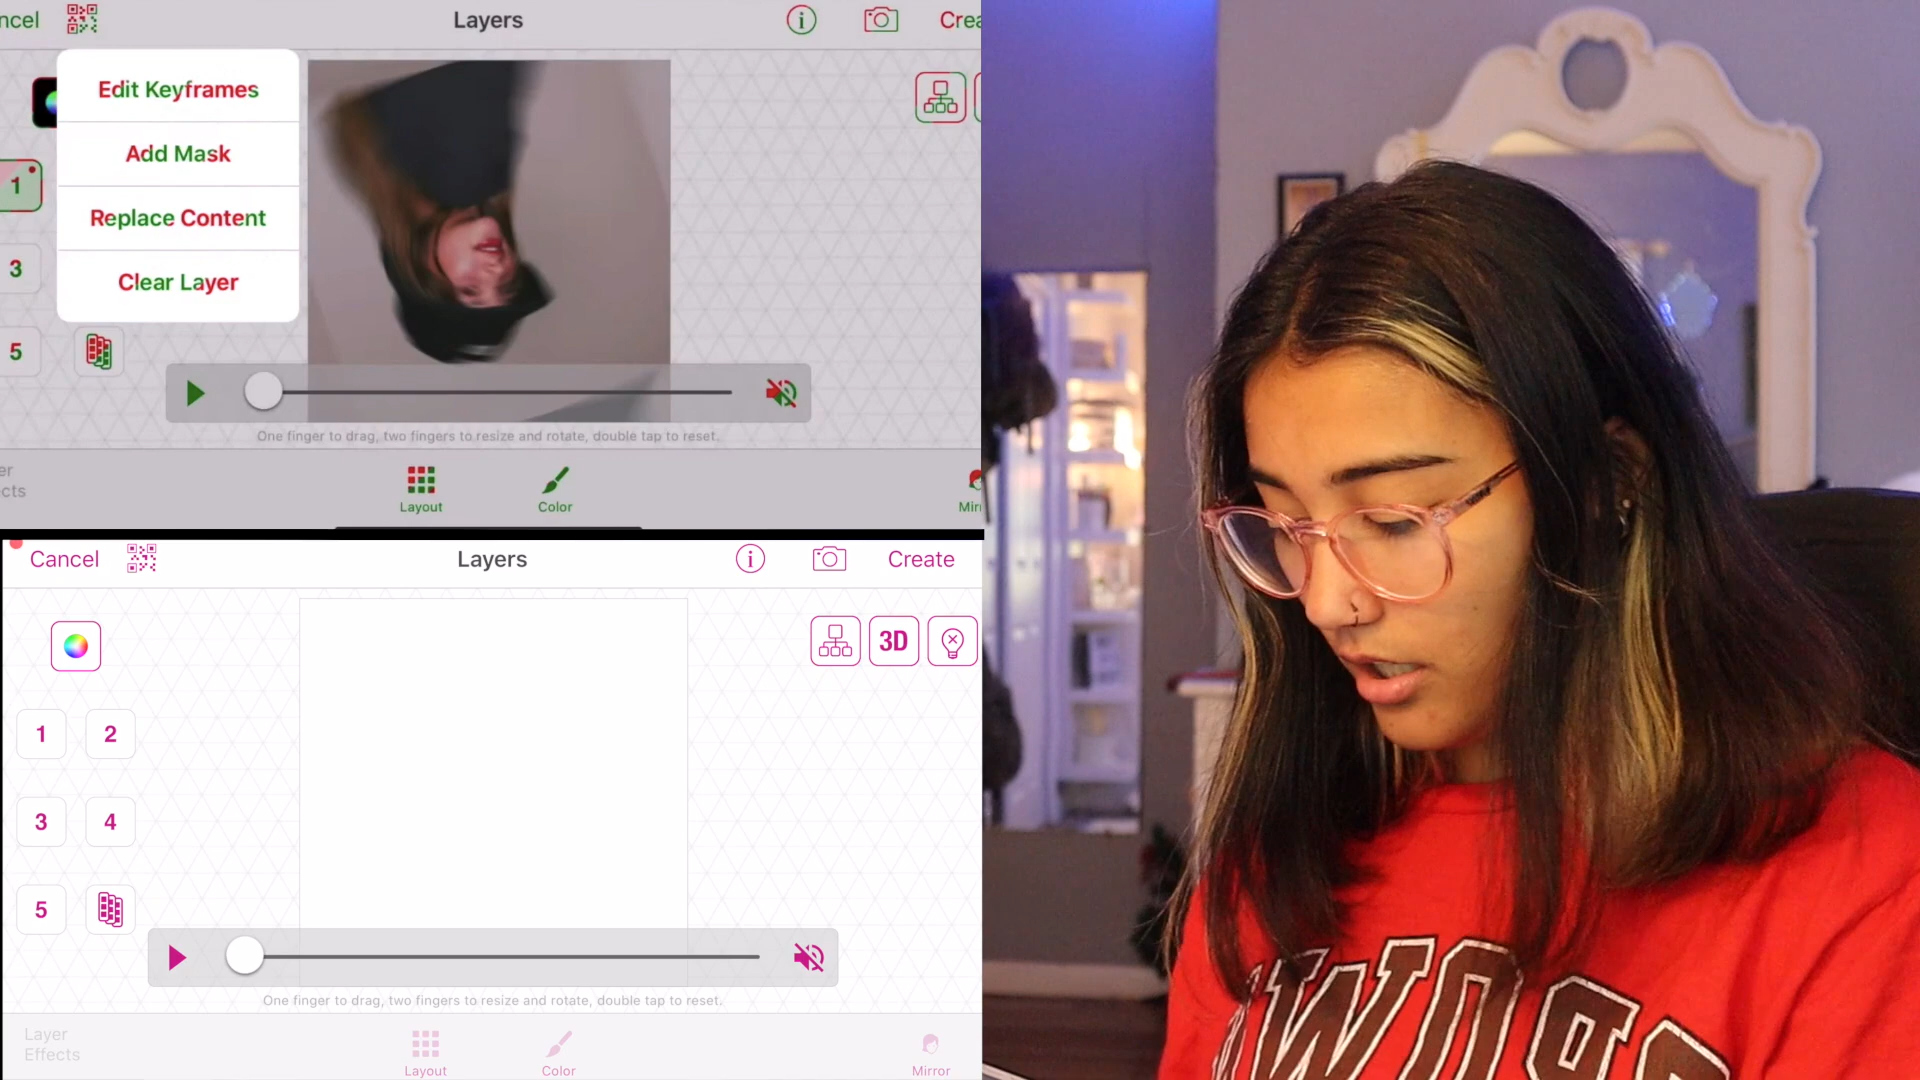 ncel
Layers
Crea
Edit Keyframes
Add Mask
Replace Content
Clear Layer
1
3
5
One finger to drag, two fingers to resize and rotate, double tap to reset.
er
cts
Layout
Color
Mirr
Cancel
Layers
Create
3D
1 2
3 4
5
One finger to drag, two fingers to resize and rotate, double tap to reset.
Layer
Effects
Layout
Color
Mirror